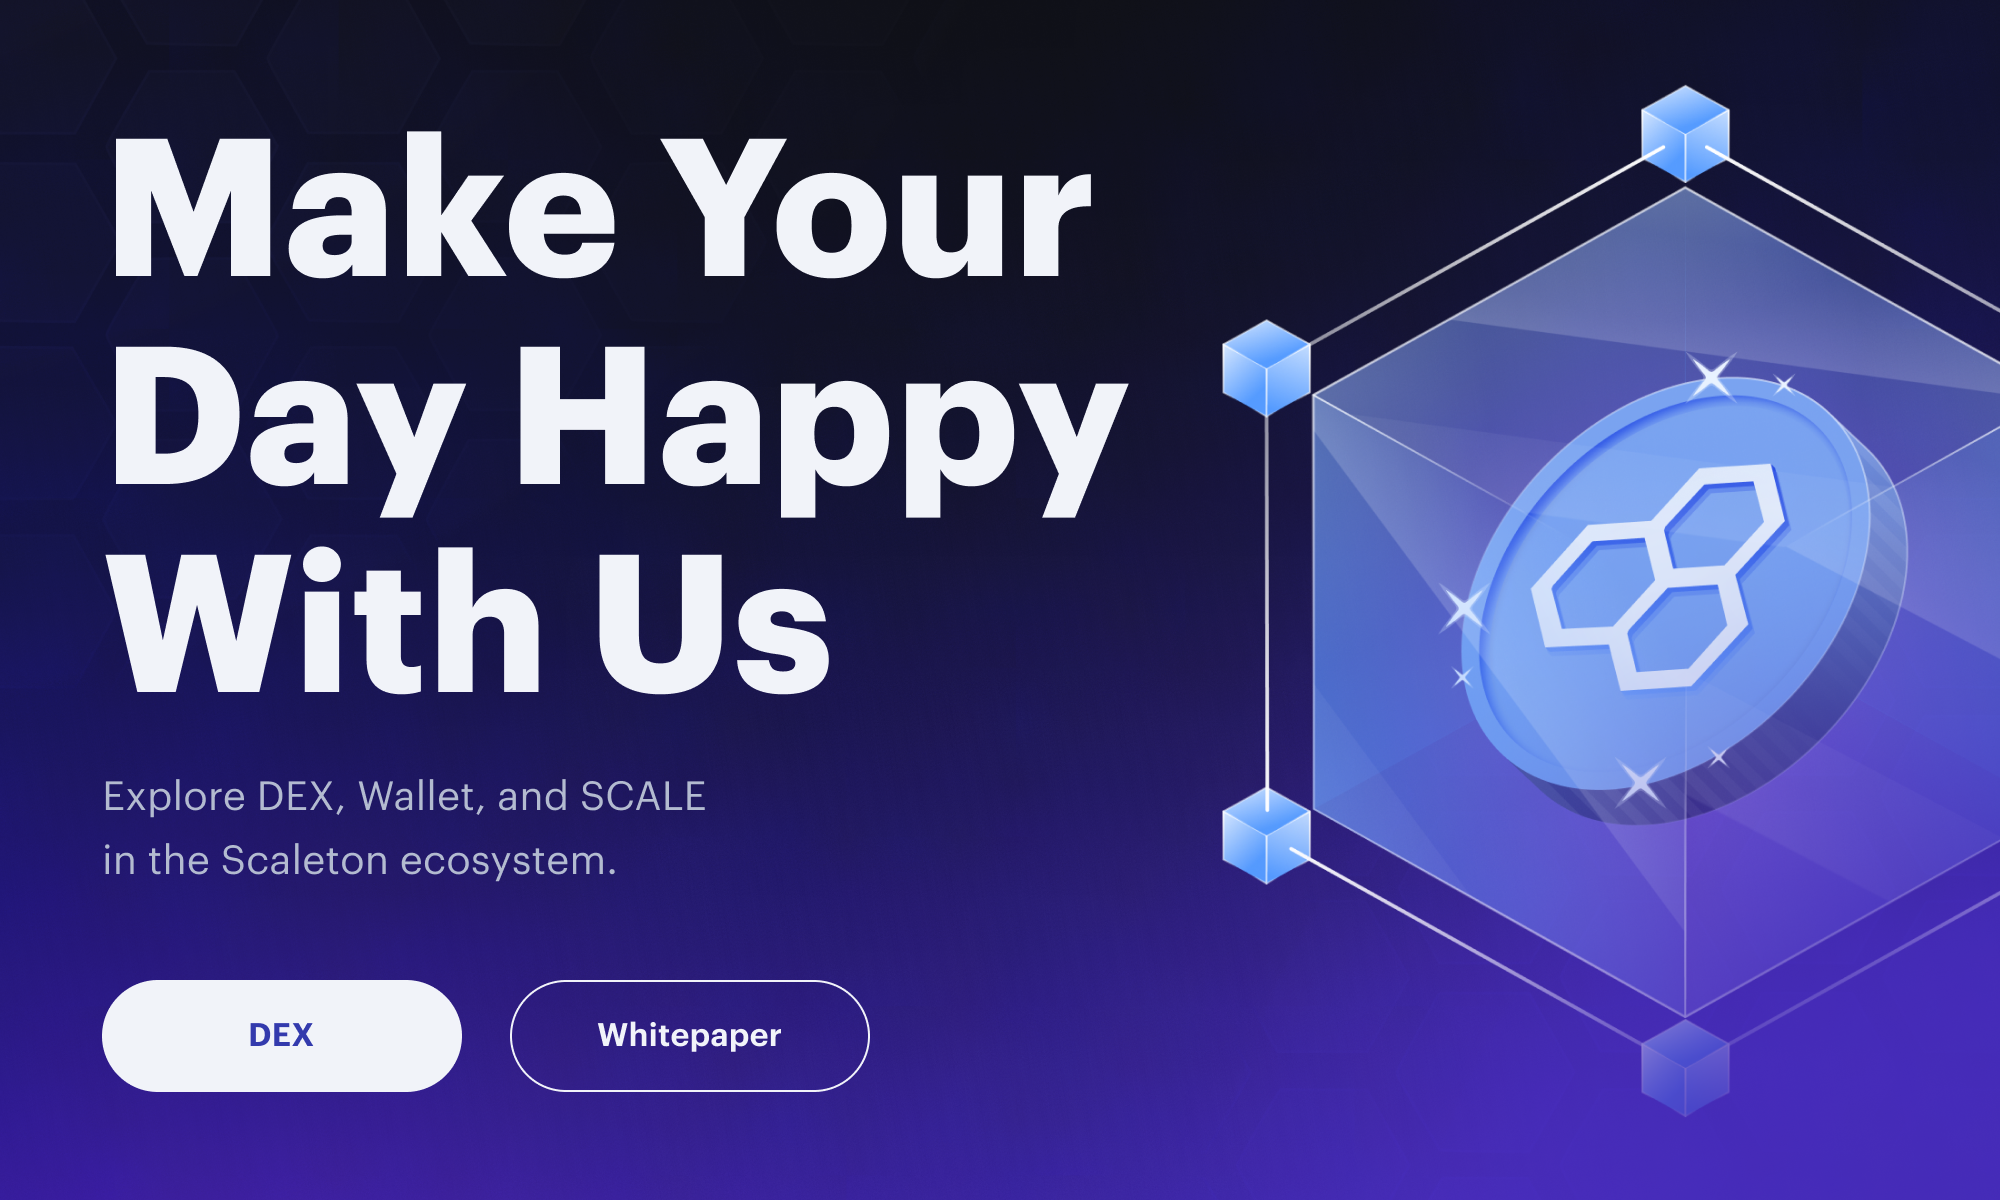 Make Your
Day Happy
With Us
Explore DEX, Wallet, and SCALE
in the Scaleton ecosystem.
DEX
Whitepaper